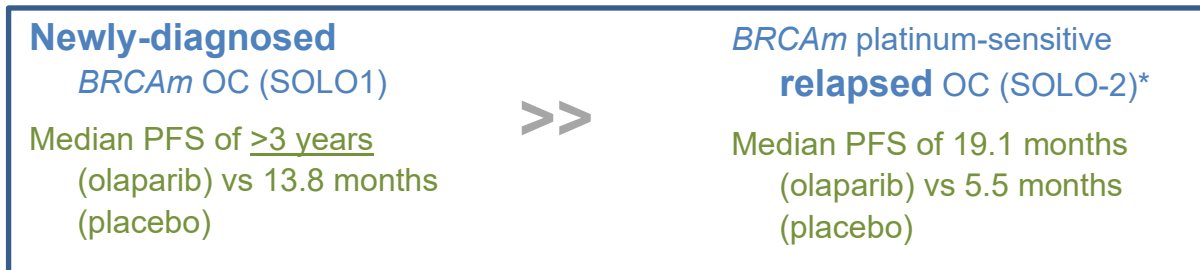 Newly-diagnosed
BRCAm OC (SOLO1)
Median PFS of >3 years
(olaparib) vs 13.8 months
(placebo)
>>
BRCAm platinum-sensitive
relapsed OC (SOLO-2)*
Median PFS of 19.1 months
(olaparib) vs 5.5 months
(placebo)